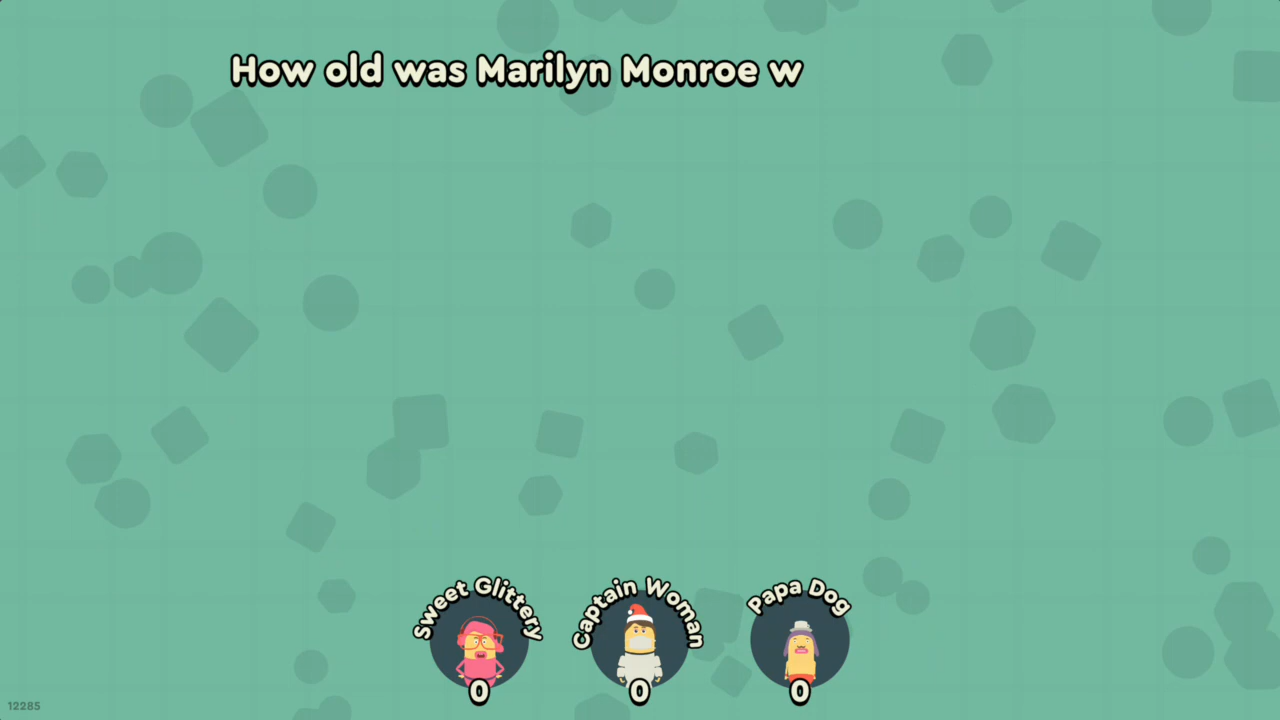 How old was Marilyn Monroe w
Sweet Glittery
Captain Woman
Papa Dog
0
0
0
12285